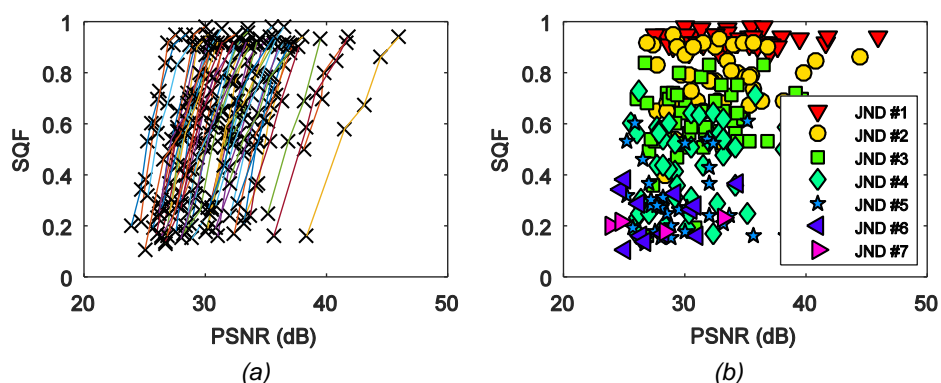 1
0.8
0.6
0.4
0.2
0
SQF
20 30 40 50
PSNR (dB)
(a)
1
0.8
0.6
0.4
0.2
0
SQF
JND #1
JND #2
JND #3
JND #4
JND #5
JND #6
JND #7
20 30 40 50
PSNR (dB)
(b)